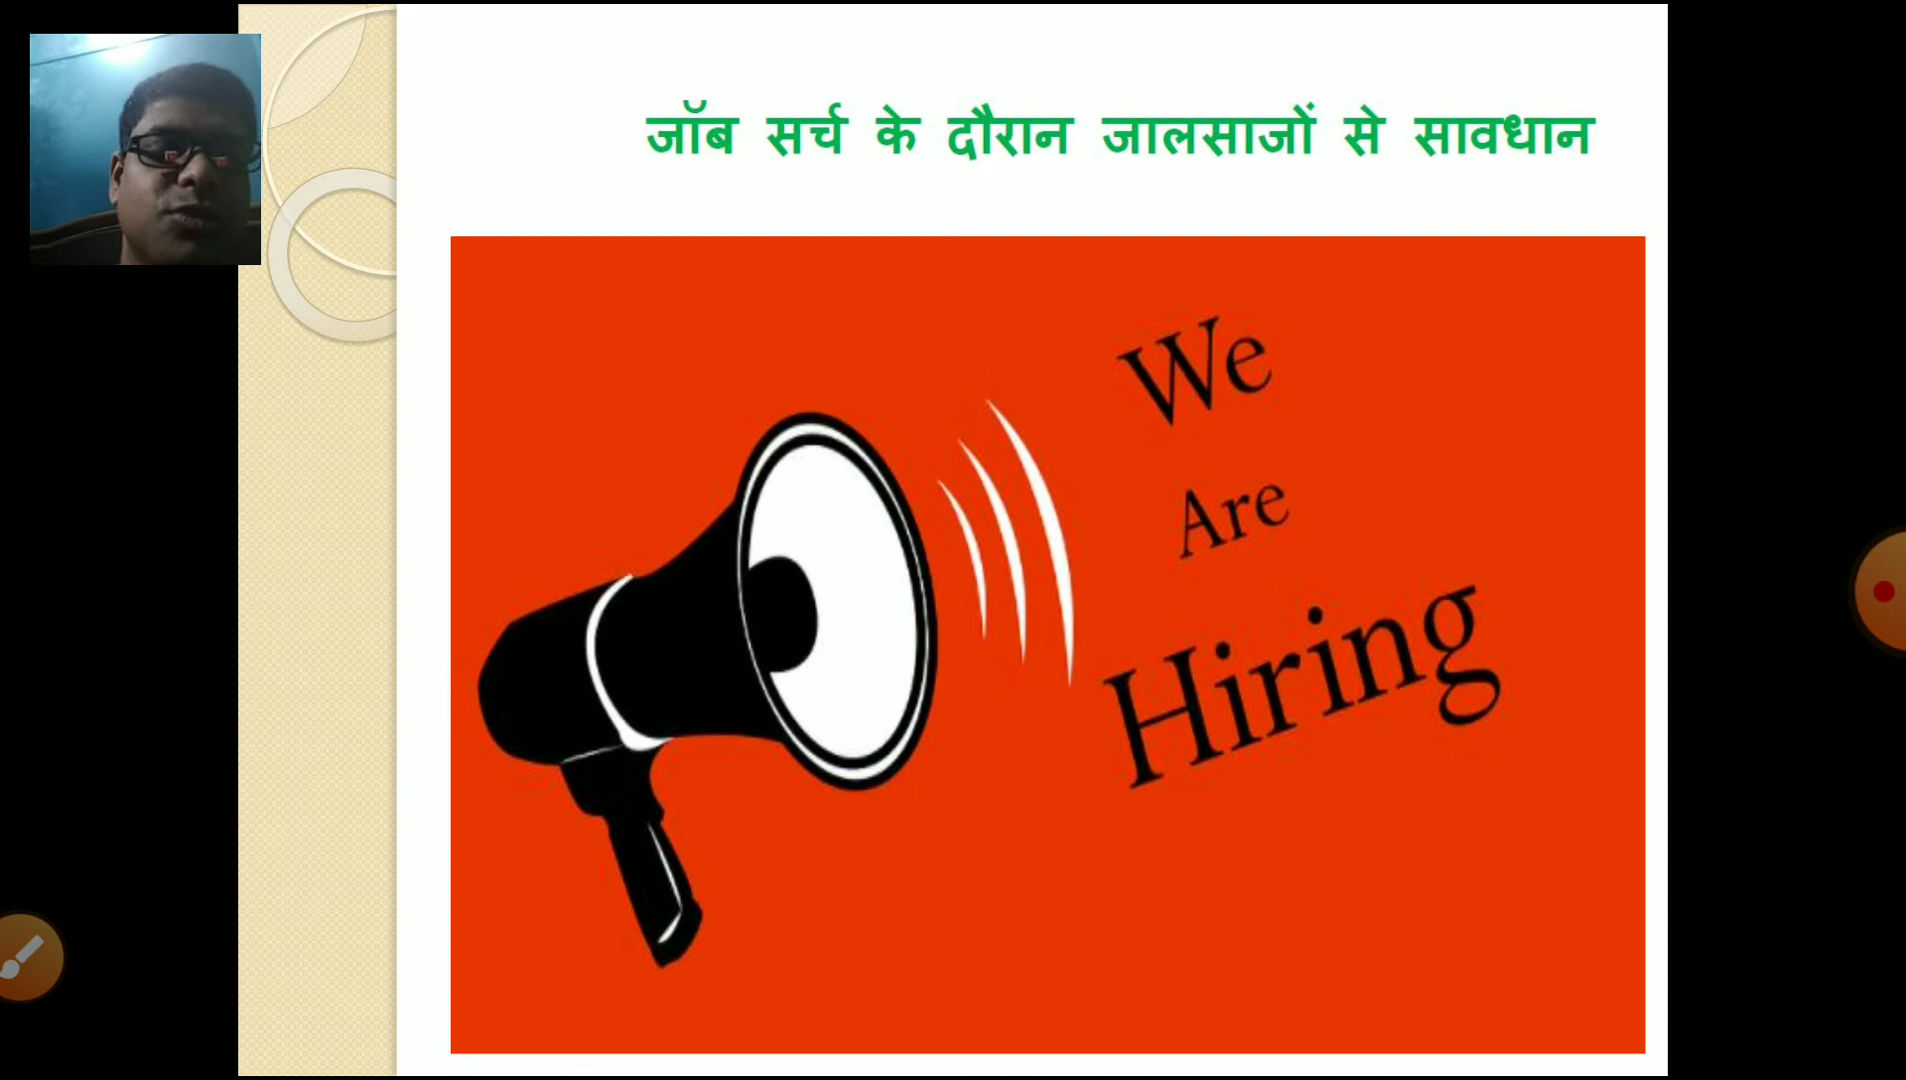 जॉब सर्च के दौरान जालसाजों से सावधान
We
Are
Hiring